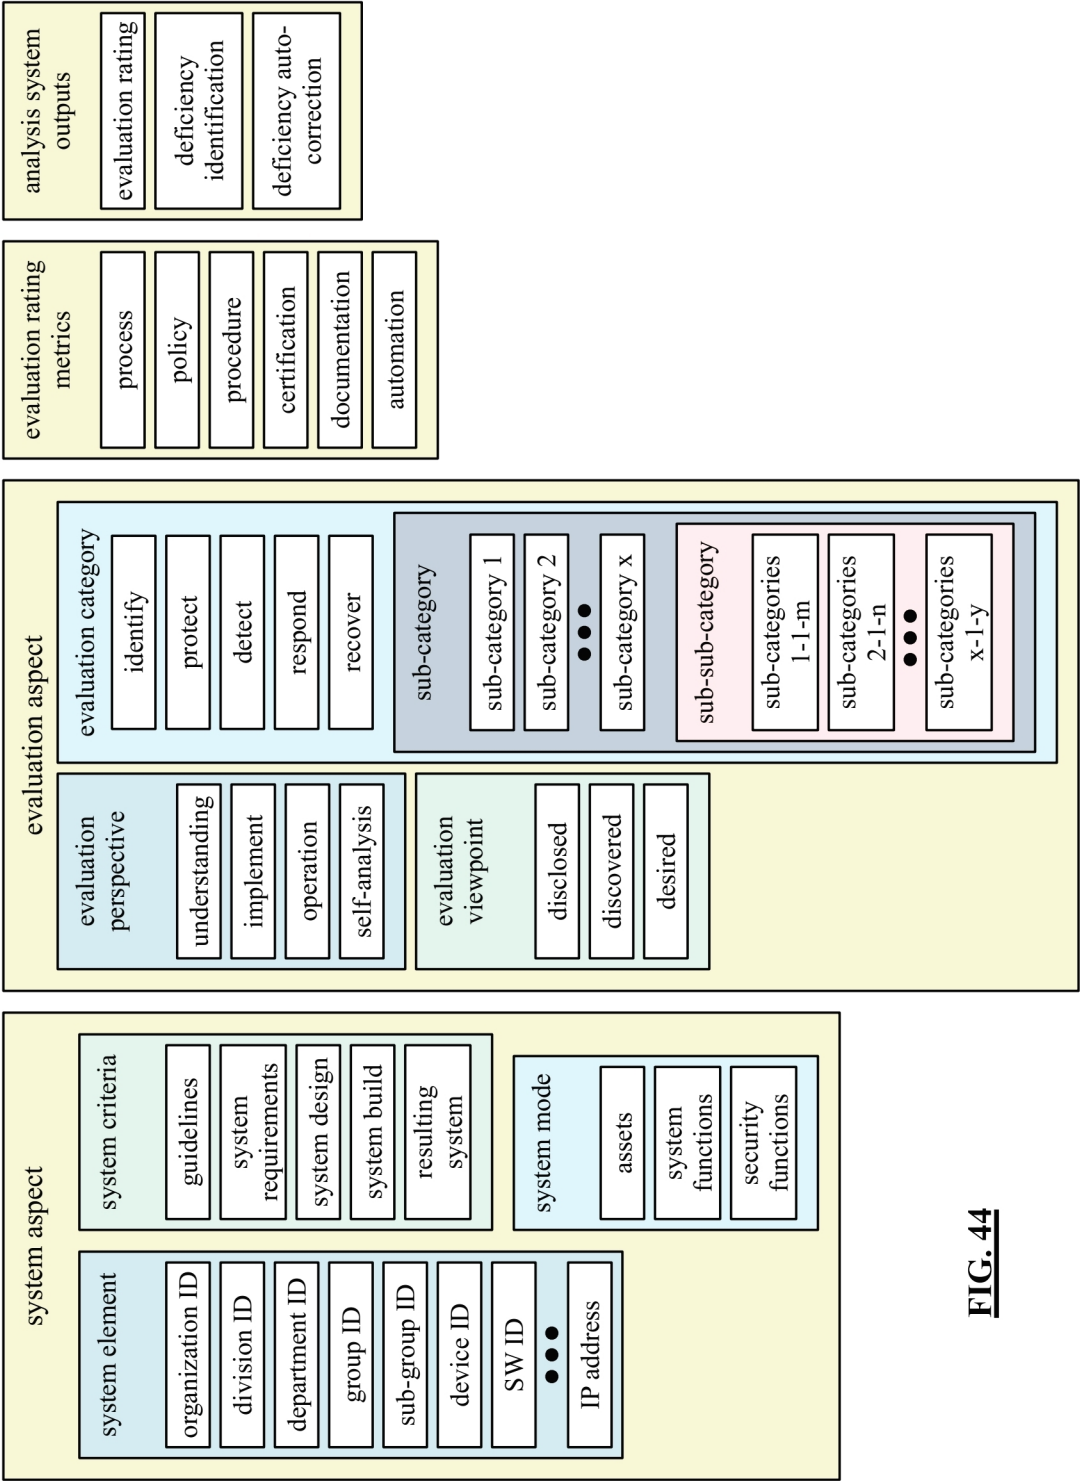 system aspect
system element
organization ID
division ID
department ID
group ID
sub-group ID
device ID
SW ID
IP address
system criteria
guidelines
system
requirements
system design
system build
resulting
system
system mode
assets
system
functions
security
functions
evaluation aspect
evaluation
perspective
understanding
implement
operation
self-analysis
evaluation
viewpoint
disclosed
discovered
desired
evaluation category
identify
protect
detect
respond
recover
sub-category
sub-category 1
sub-category 2
sub-category x
sub-sub-category
sub-categories
1-1-m
sub-categories
2-1-n
sub-categories
x-1-y
evaluation rating
metrics
process
policy
procedure
certification
documentation
automation
analysis system
outputs
evaluation rating
deficiency
identification
deficiency auto-
correction
FIG. 44